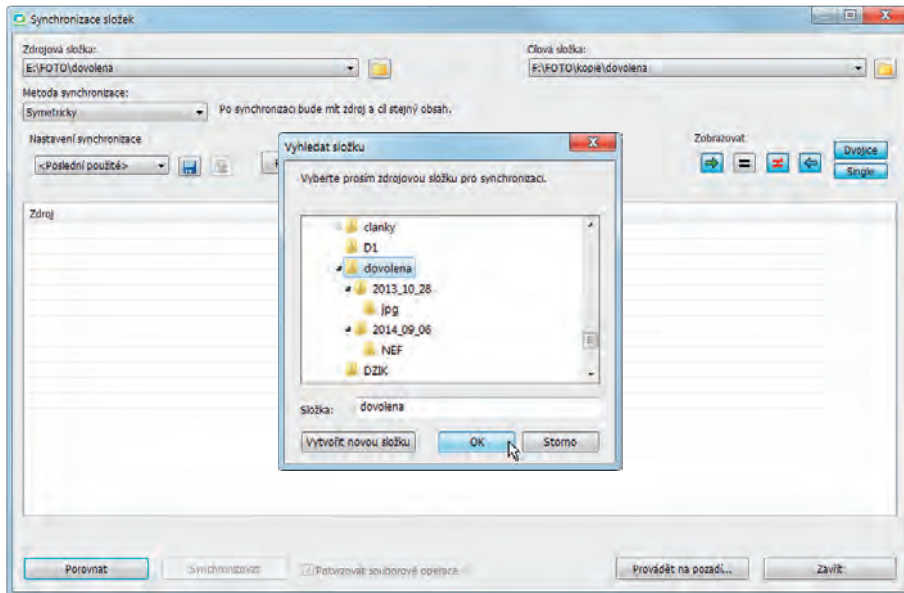 Synchronizace složek
Zdrojová složka:
Cílová složka:
E:\FOTO\dovolena
F:\FOTO\kopie\dovolena
Metoda synchronizace:
Symetricky
Po synchronizaci bude mít zdroj a cíl stejný obsah.
Nastavení synchronizace
Zobrazovat
<Poslední použité>
Dvojice
Single
Zdroj
Vyhledat složku
Vyberte prosím zdrojovou složku pro synchronizaci.
clanky
D1
dovolena
2013_10_28
jpg
2014_09_06
NEF
DZIK
Složka:
dovolena
Vytvořit novou složku
OK
Storno
Porovnat
Synchronizovat
Potvrzovat souborové operace
Provádět na pozadí...
Zavřít